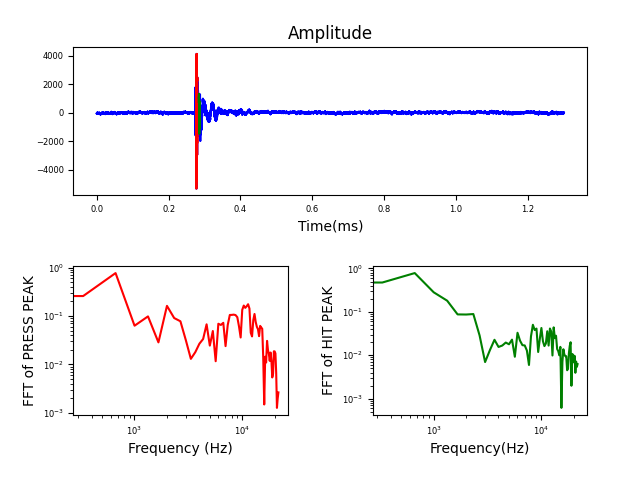 Amplitude
4000
2000
0
−2000
−4000
0.0 0.2 0.4 0.6 0.8 1.0 1.2
Time(ms)
FFT of PRESS PEAK
10⁰
10⁻¹
10⁻²
10⁻³
10³ 10⁴
Frequency (Hz)
FFT of HIT PEAK
10⁰
10⁻¹
10⁻²
10⁻³
10³ 10⁴
Frequency(Hz)